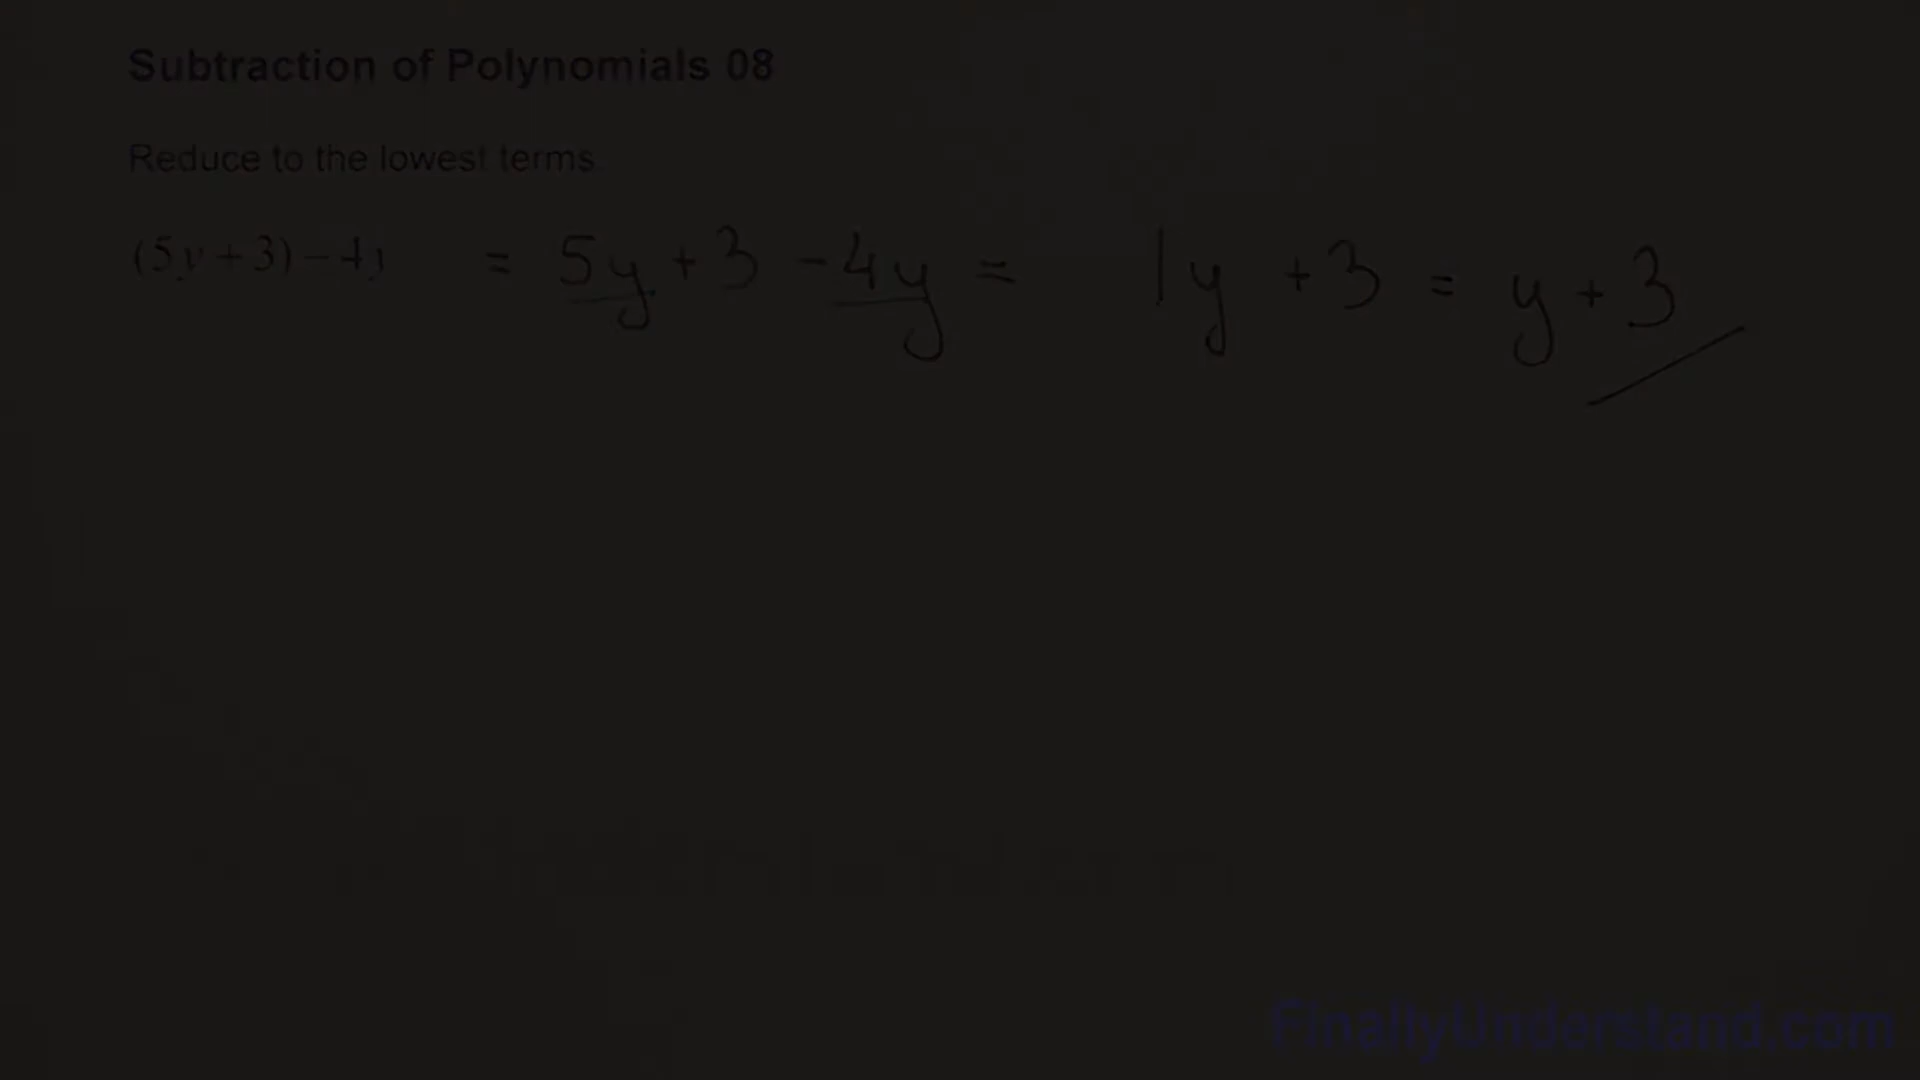 Subtraction of Polynomials 08
Reduce to the lowest terms
(5y+3)-4y = 5y+3-4y = 1y+3 = y+3
FinallyUnderstand.com